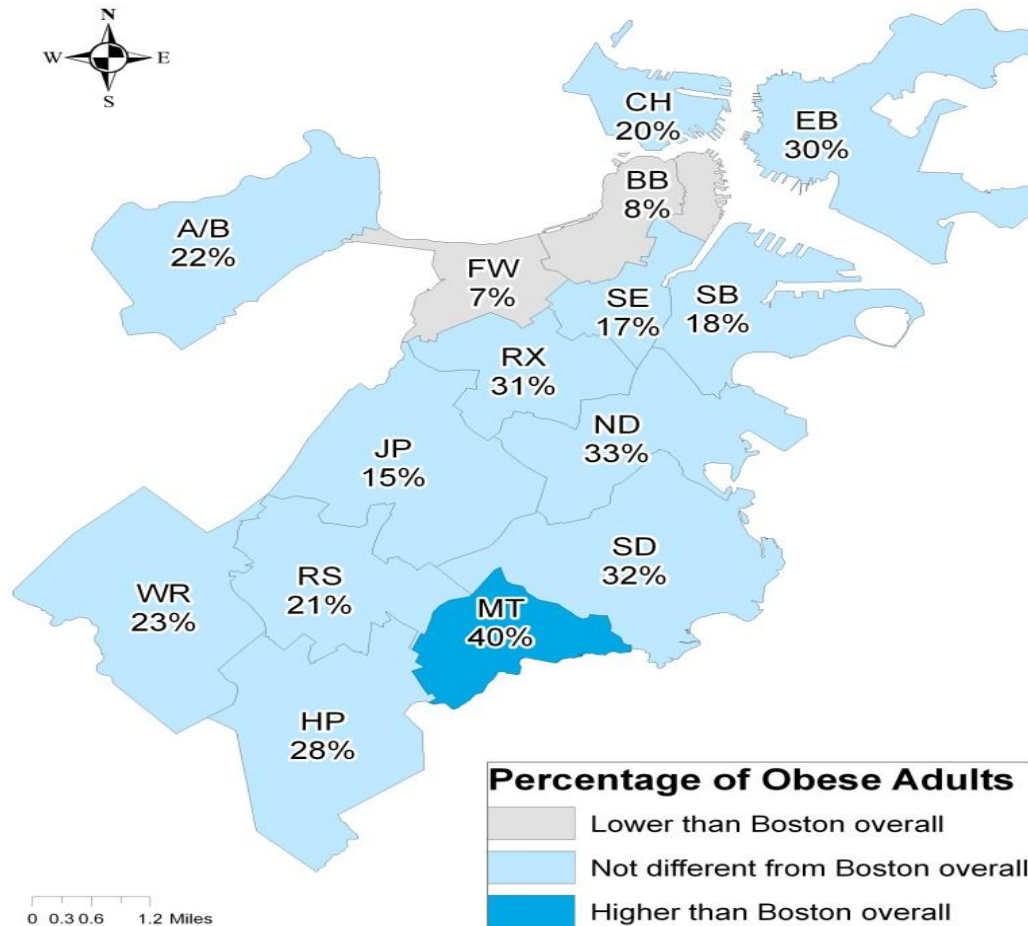 N
W E
S
CH
20%
EB
30%
BB
8%
A/B
22%
FW
7%
SE
17%
SB
18%
RX
31%
ND
33%
JP
15%
SD
32%
WR
23%
RS
21%
MT
40%
HP
28%
Percentage of Obese Adults
Lower than Boston overall
Not different from Boston overall
Higher than Boston overall
0 0.3 0.6 1.2 Miles